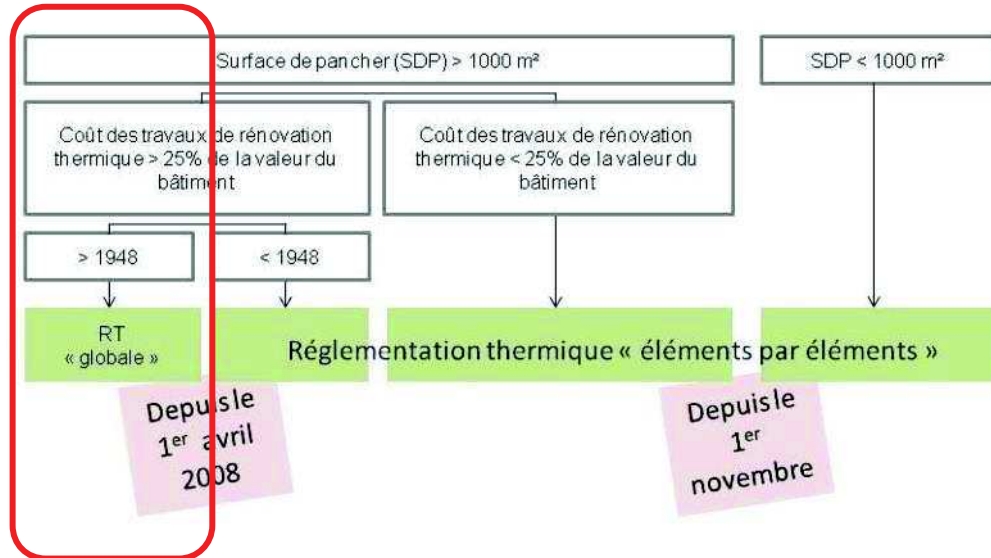 Surface de pancher (SDP) > 1000 m²
SDP < 1000 m²
Coût des travaux de rénovation
thermique > 25% de la valeur du
bâtiment
Coût des travaux de rénovation
thermique < 25% de la valeur du
bâtiment
> 1948
< 1948
RT
« globale »
Réglementation thermique « éléments par éléments »
Depuis le
1er avril
2008
Depuis le
1er
novembre